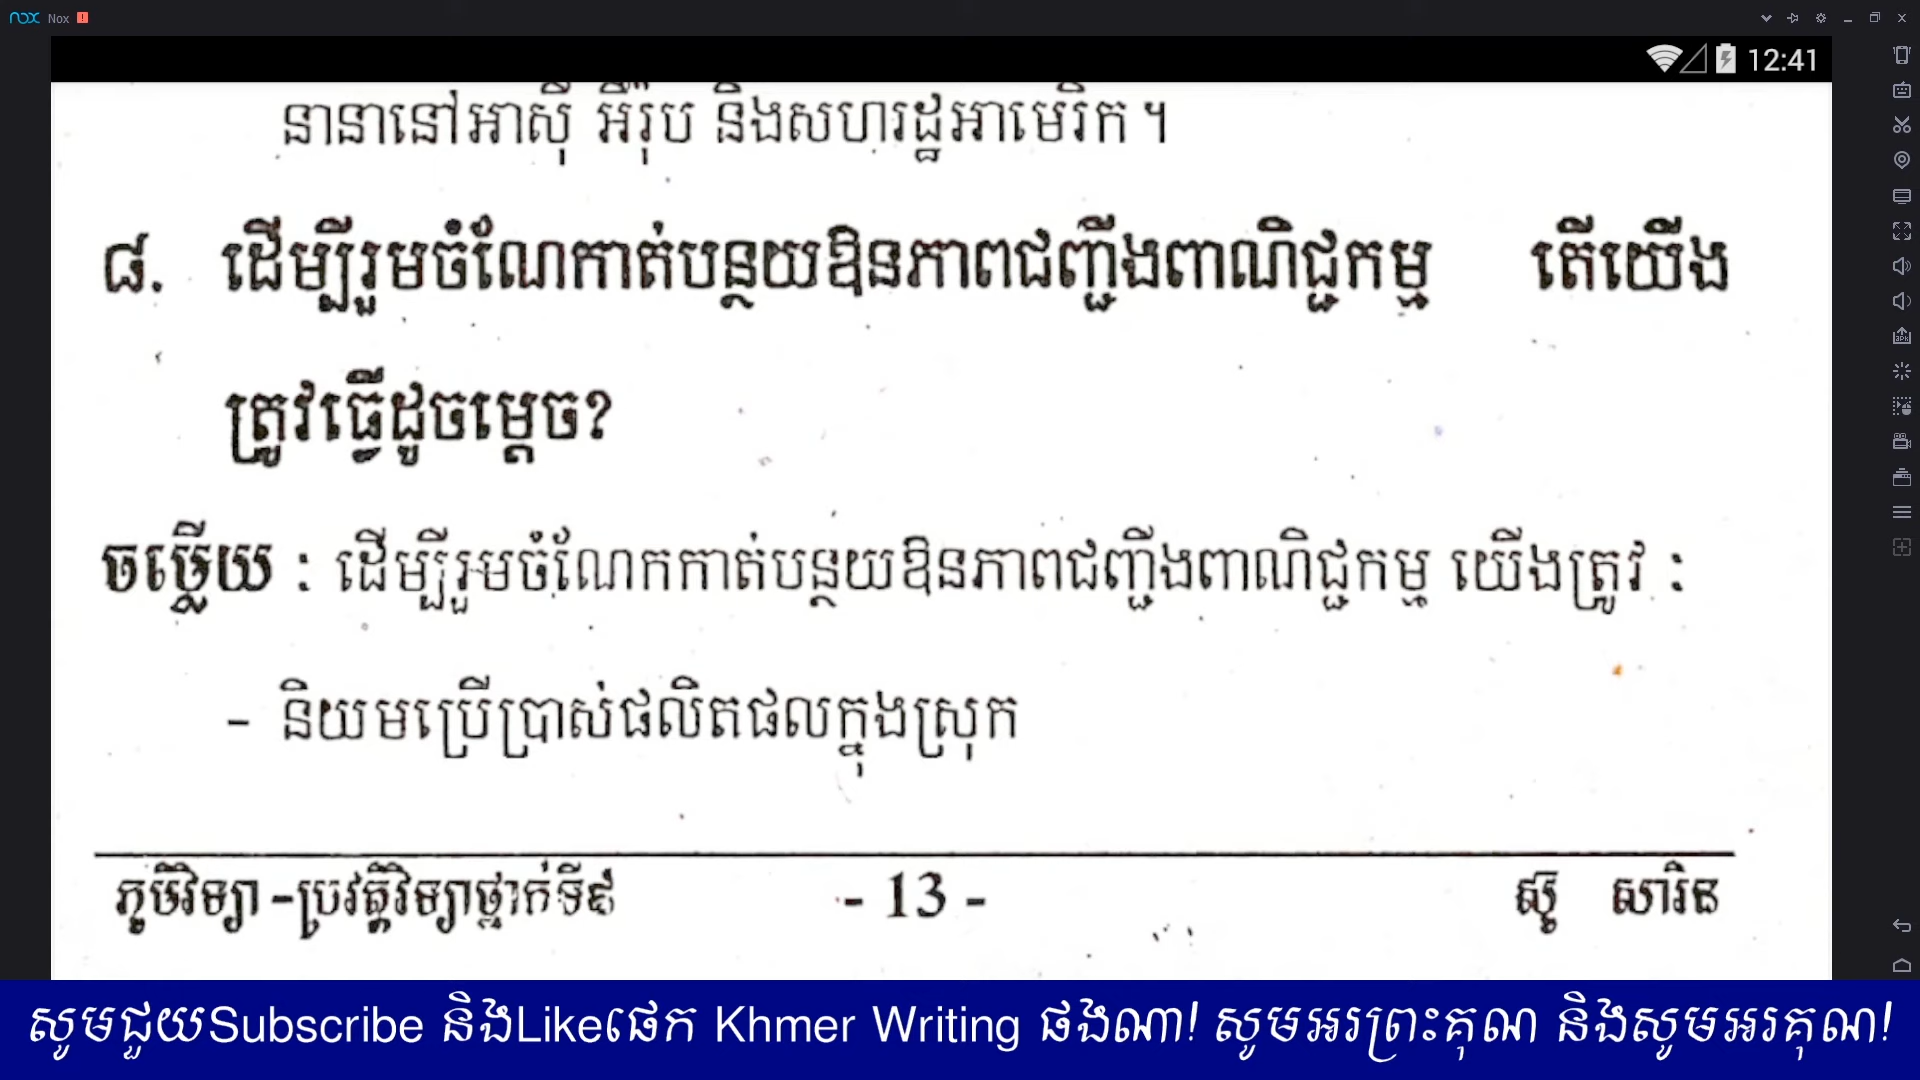 Nox
12:41
នានានៅអាស៊ី អឺរ៉ុប និងសហរដ្ឋអាមេរិក ។
៨. ដើម្បីរួមចំណែកាត់បន្ថយឱនភាពជញ្ជីងពាណិជ្ជកម្ម តើយើង
ត្រូវធ្វើដូចម្តេច?
ចម្លើយ : ដើម្បីរួមចំណែកកាត់បន្ថយឱនភាពជញ្ជីងពាណិជ្ជកម្ម យើងត្រូវ :
- និយមប្រើប្រាស់ផលិតផលក្នុងស្រុក
ភូមិវិទ្យា -ប្រវត្តិវិទ្យាថ្នាក់ទី៩ - 13 - ស៊ូ សារិន
សូមជួយSubscribe និងLikeផេក Khmer Writing ផងណា! សូមអរព្រះគុណ និងសូមអរគុណ!